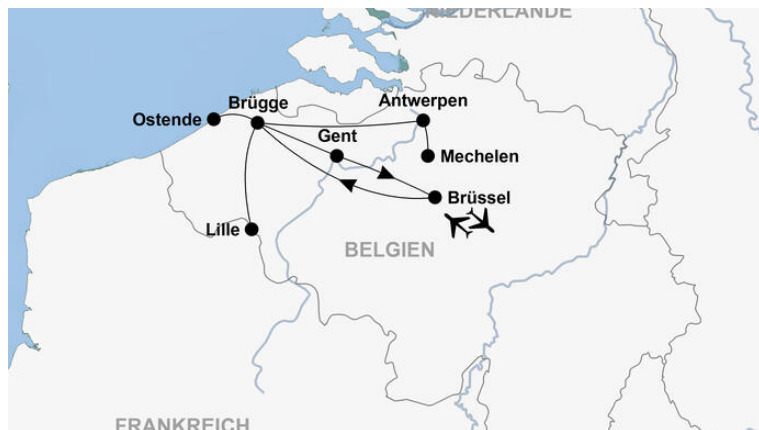 NIEDERLANDE
Brügge
Antwerpen
Ostende
Gent
Mechelen
Brüssel
Lille
BELGIEN
FRANKREICH